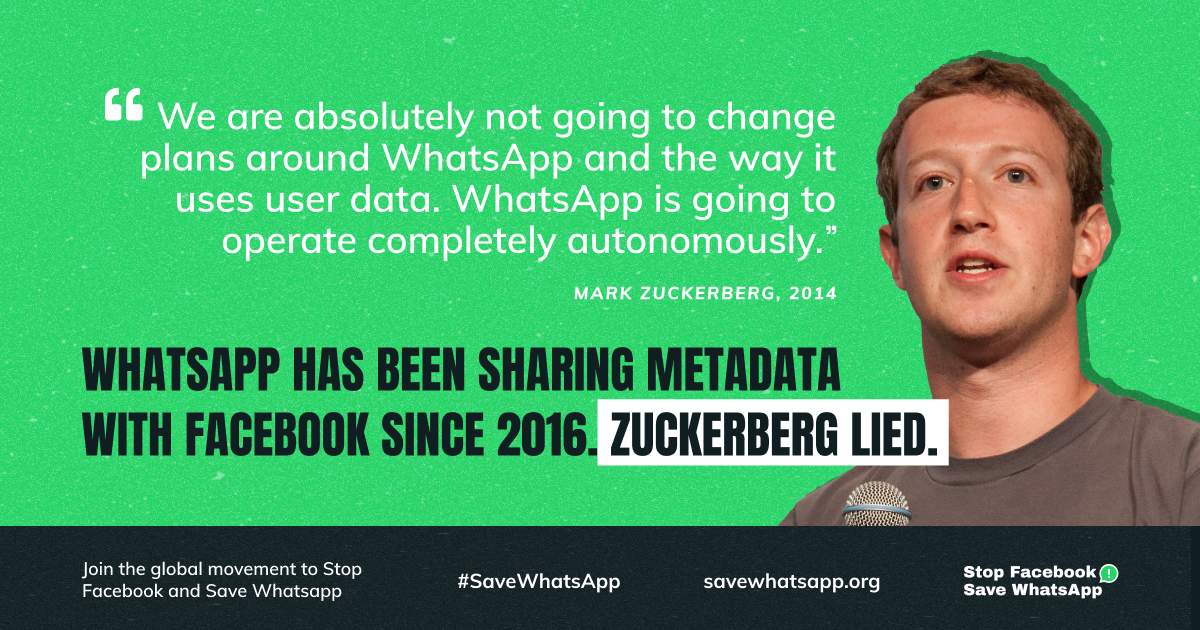 “ We are absolutely not going to change
plans around WhatsApp and the way it
uses user data. WhatsApp is going to
operate completely autonomously.”
MARK ZUCKERBERG, 2014
WHATSAPP HAS BEEN SHARING METADATA
WITH FACEBOOK SINCE 2016. ZUCKERBERG LIED.
Join the global movement to Stop
Facebook and Save Whatsapp
#SaveWhatsApp
savewhatsapp.org
Stop Facebook !
Save WhatsApp